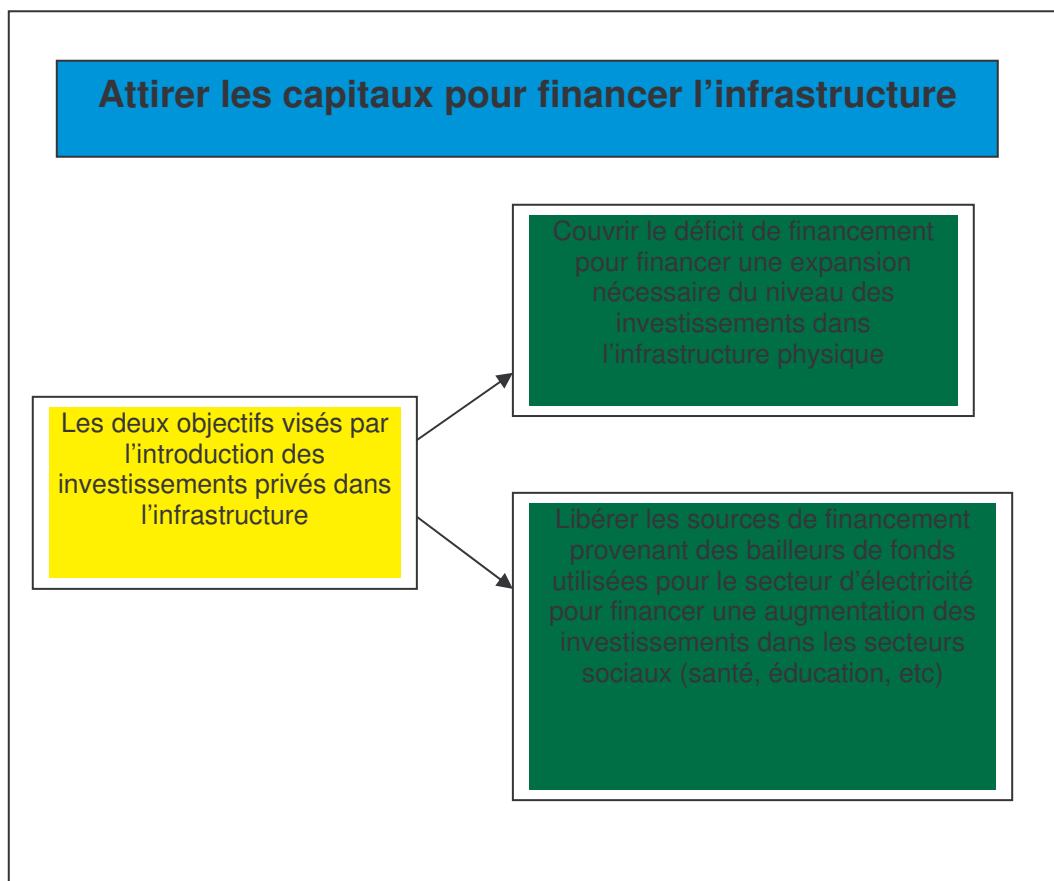 Attirer les capitaux pour financer l’infrastructure
Couvrir le déficit de financement
pour financer une expansion
nécessaire du niveau des
investissements dans
l’infrastructure physique
Les deux objectifs visés par
l’introduction des
investissements privés dans
l’infrastructure
Libérer les sources de financement
provenant des bailleurs de fonds
utilisées pour le secteur d’électricité
pour financer une augmentation des
investissements dans les secteurs
sociaux (santé, éducation, etc)